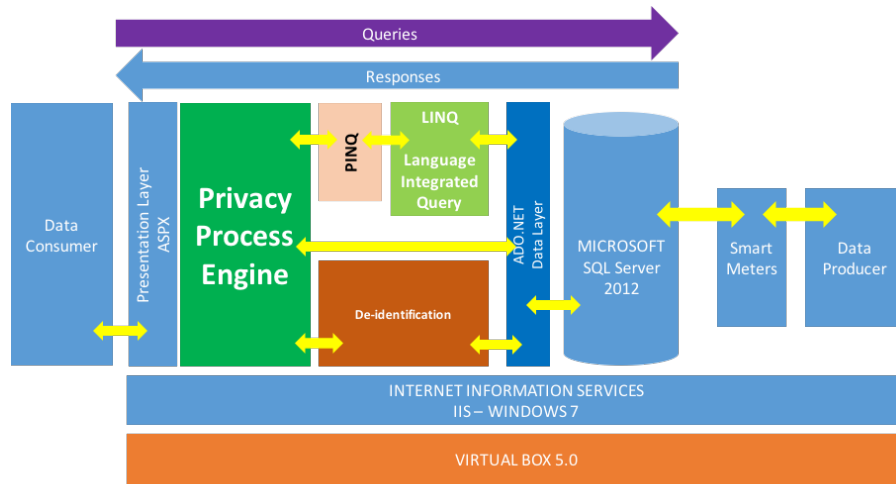 Queries
Responses
Data
Consumer
Presentation Layer
ASPX
Privacy
Process
Engine
PINQ
LINQ
Language
Integrated
Query
De-identification
ADO.NET
Data Layer
MICROSOFT
SQL Server
2012
Smart
Meters
Data
Producer
INTERNET INFORMATION SERVICES
IIS – WINDOWS 7
VIRTUAL BOX 5.0